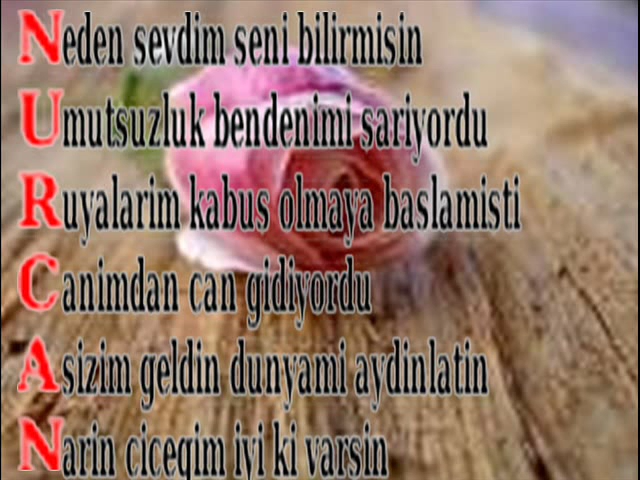 Neden sevdim seni bilirmisin
Umutsuzluk bendenimi sariyordu
Ruyalarim kabus olmaya baslamisti
Canimdan can gidiyordu
Asizim geldin dunyami aydinlatin
Narin cicegim iyi ki varsin